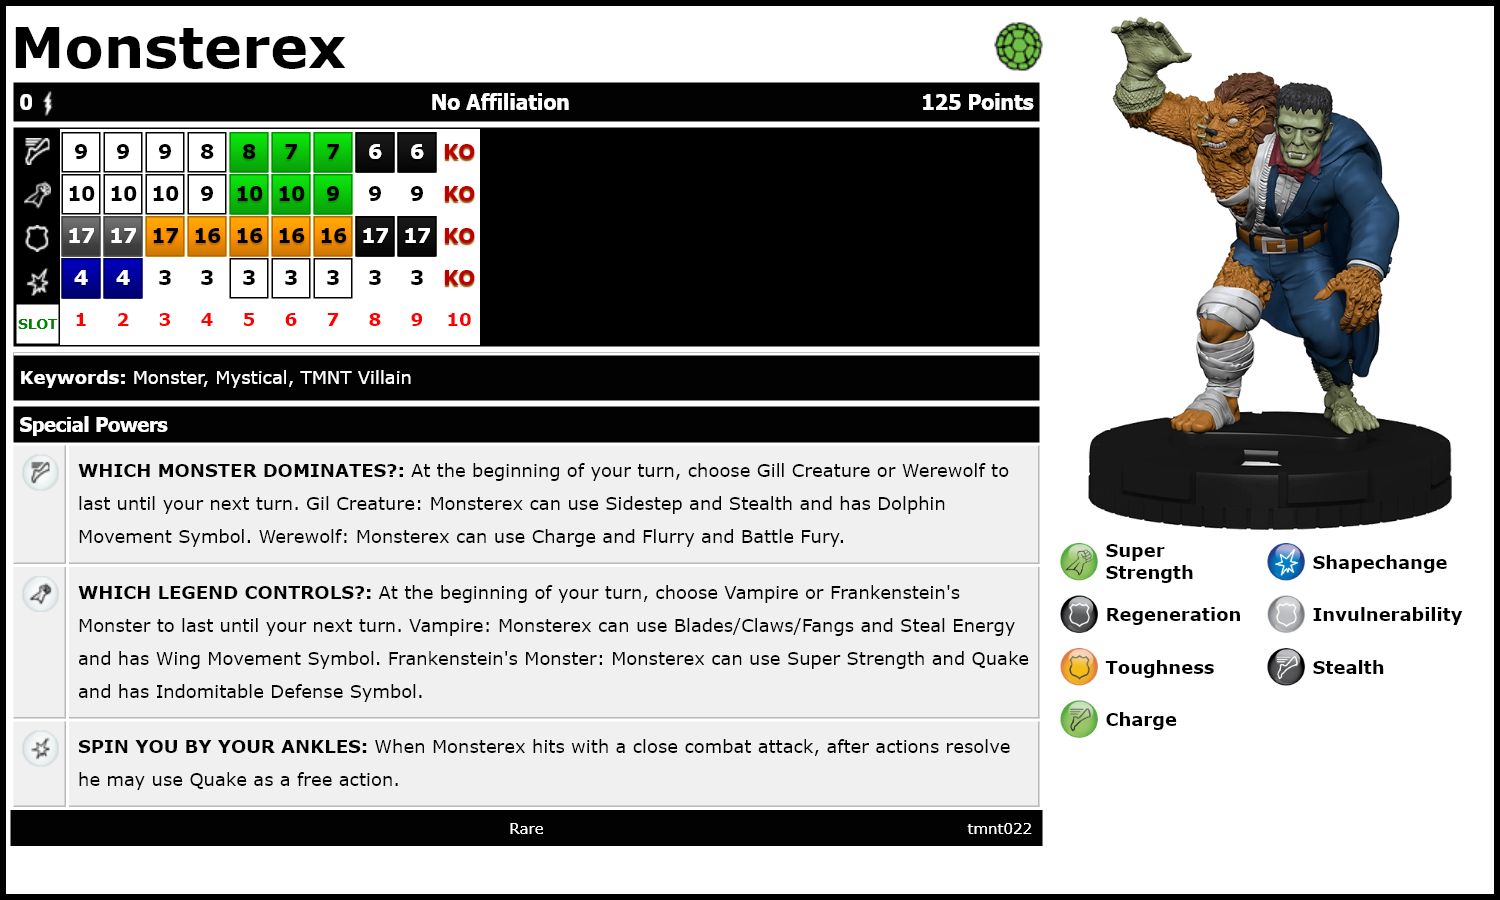 Monsterex
0 No Affiliation 125 Points
9 9 9 8 8 7 7 6 6 KO
10 10 10 9 10 10 9 9 9 KO
17 17 17 16 16 16 16 17 17 KO
4 4 3 3 3 3 3 3 3 KO
SLOT 1 2 3 4 5 6 7 8 9 10
Keywords: Monster, Mystical, TMNT Villain
Special Powers
WHICH MONSTER DOMINATES?: At the beginning of your turn, choose Gill Creature or Werewolf to
last until your next turn. Gil Creature: Monsterex can use Sidestep and Stealth and has Dolphin
Movement Symbol. Werewolf: Monsterex can use Charge and Flurry and Battle Fury.
WHICH LEGEND CONTROLS?: At the beginning of your turn, choose Vampire or Frankenstein's
Monster to last until your next turn. Vampire: Monsterex can use Blades/Claws/Fangs and Steal Energy
and has Wing Movement Symbol. Frankenstein's Monster: Monsterex can use Super Strength and Quake
and has Indomitable Defense Symbol.
SPIN YOU BY YOUR ANKLES: When Monsterex hits with a close combat attack, after actions resolve
he may use Quake as a free action.
Rare tmnt022
Super
Strength
Shapechange
Regeneration
Invulnerability
Toughness
Stealth
Charge